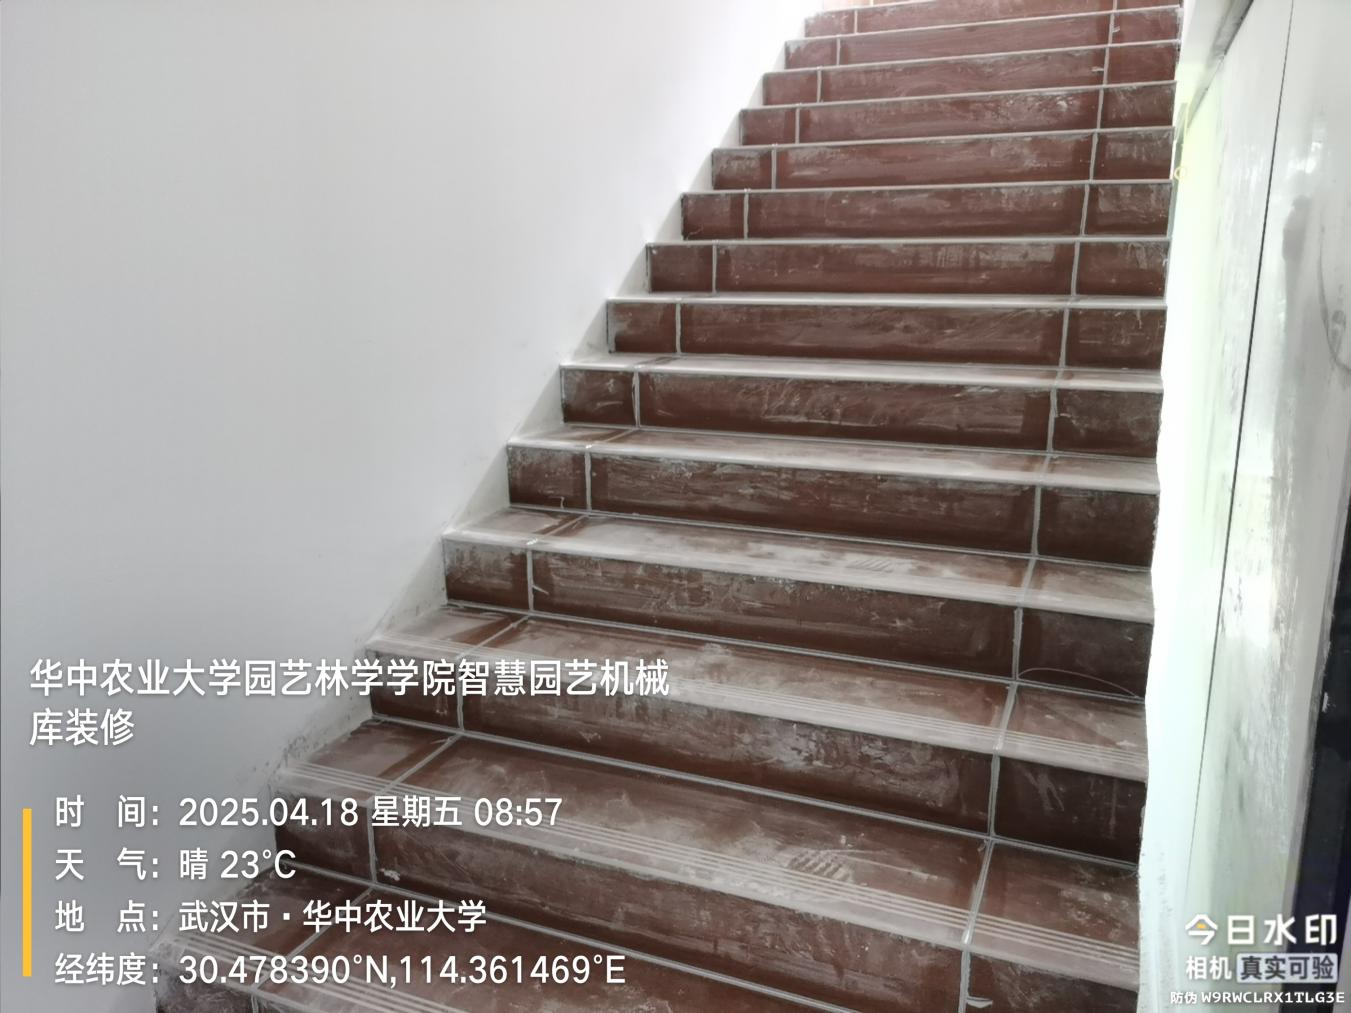 华中农业大学园艺林学学院智慧园艺机械
库装修
时 间：2025.04.18 星期五 08:57
天 气：晴 23°C
地 点：武汉市·华中农业大学
经纬度：30.478390°N,114.361469°E
今日水印
相机 真实可验
防伪 W9RWCLRX1TLG3E